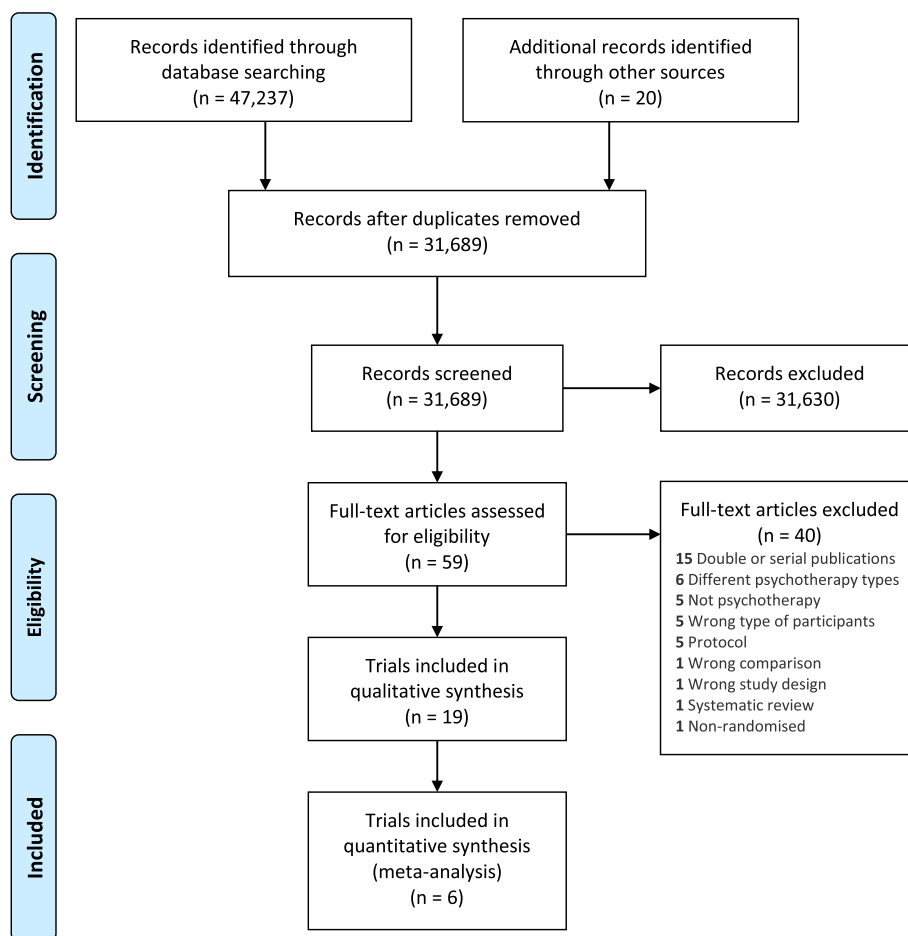 Identification
Records identified through
database searching
(n = 47,237)
Additional records identified
through other sources
(n = 20)
Records after duplicates removed
(n = 31,689)
Screening
Records screened
(n = 31,689)
Records excluded
(n = 31,630)
Eligibility
Full-text articles assessed
for eligibility
(n = 59)
Full-text articles excluded
(n = 40)
15 Double or serial publications
6 Different psychotherapy types
5 Not psychotherapy
5 Wrong type of participants
5 Protocol
1 Wrong comparison
1 Wrong study design
1 Systematic review
1 Non-randomised
Trials included in
qualitative synthesis
(n = 19)
Included
Trials included in
quantitative synthesis
(meta-analysis)
(n = 6)